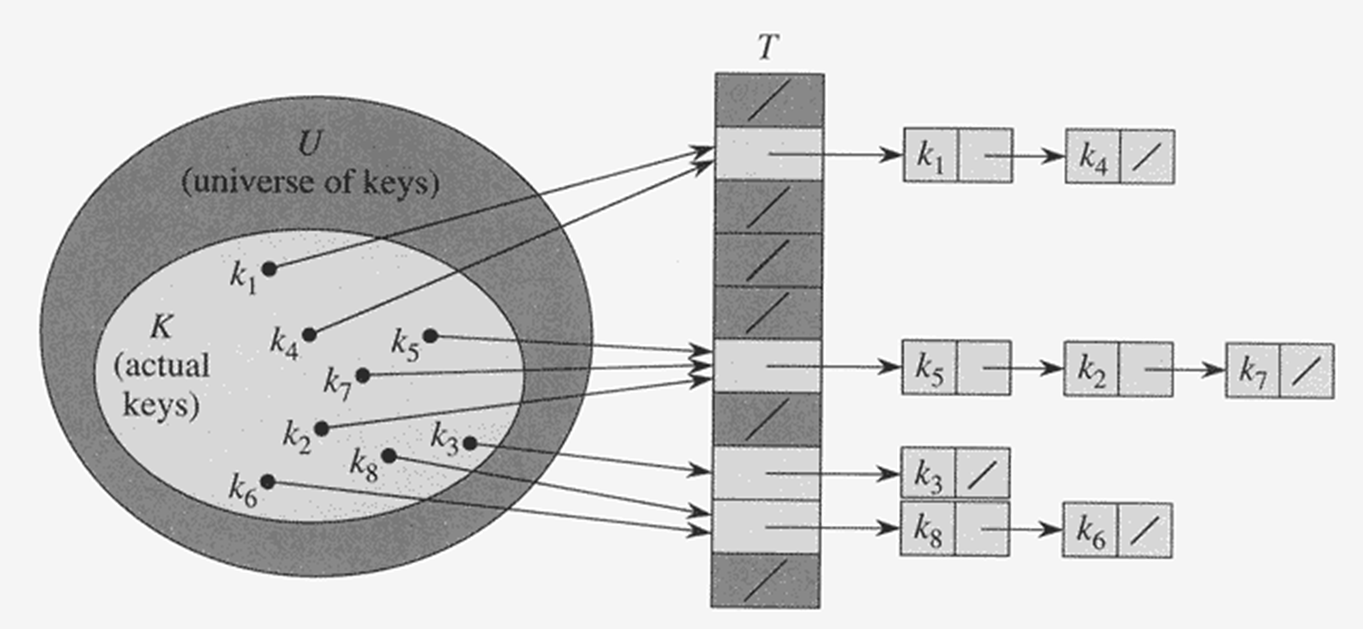 T
U
(universe of keys)
k1
k4
k1
K
(actual
keys)
k4
k5
k7
k5
k2
k7
k2
k3
k8
k6
k3
k8
k6